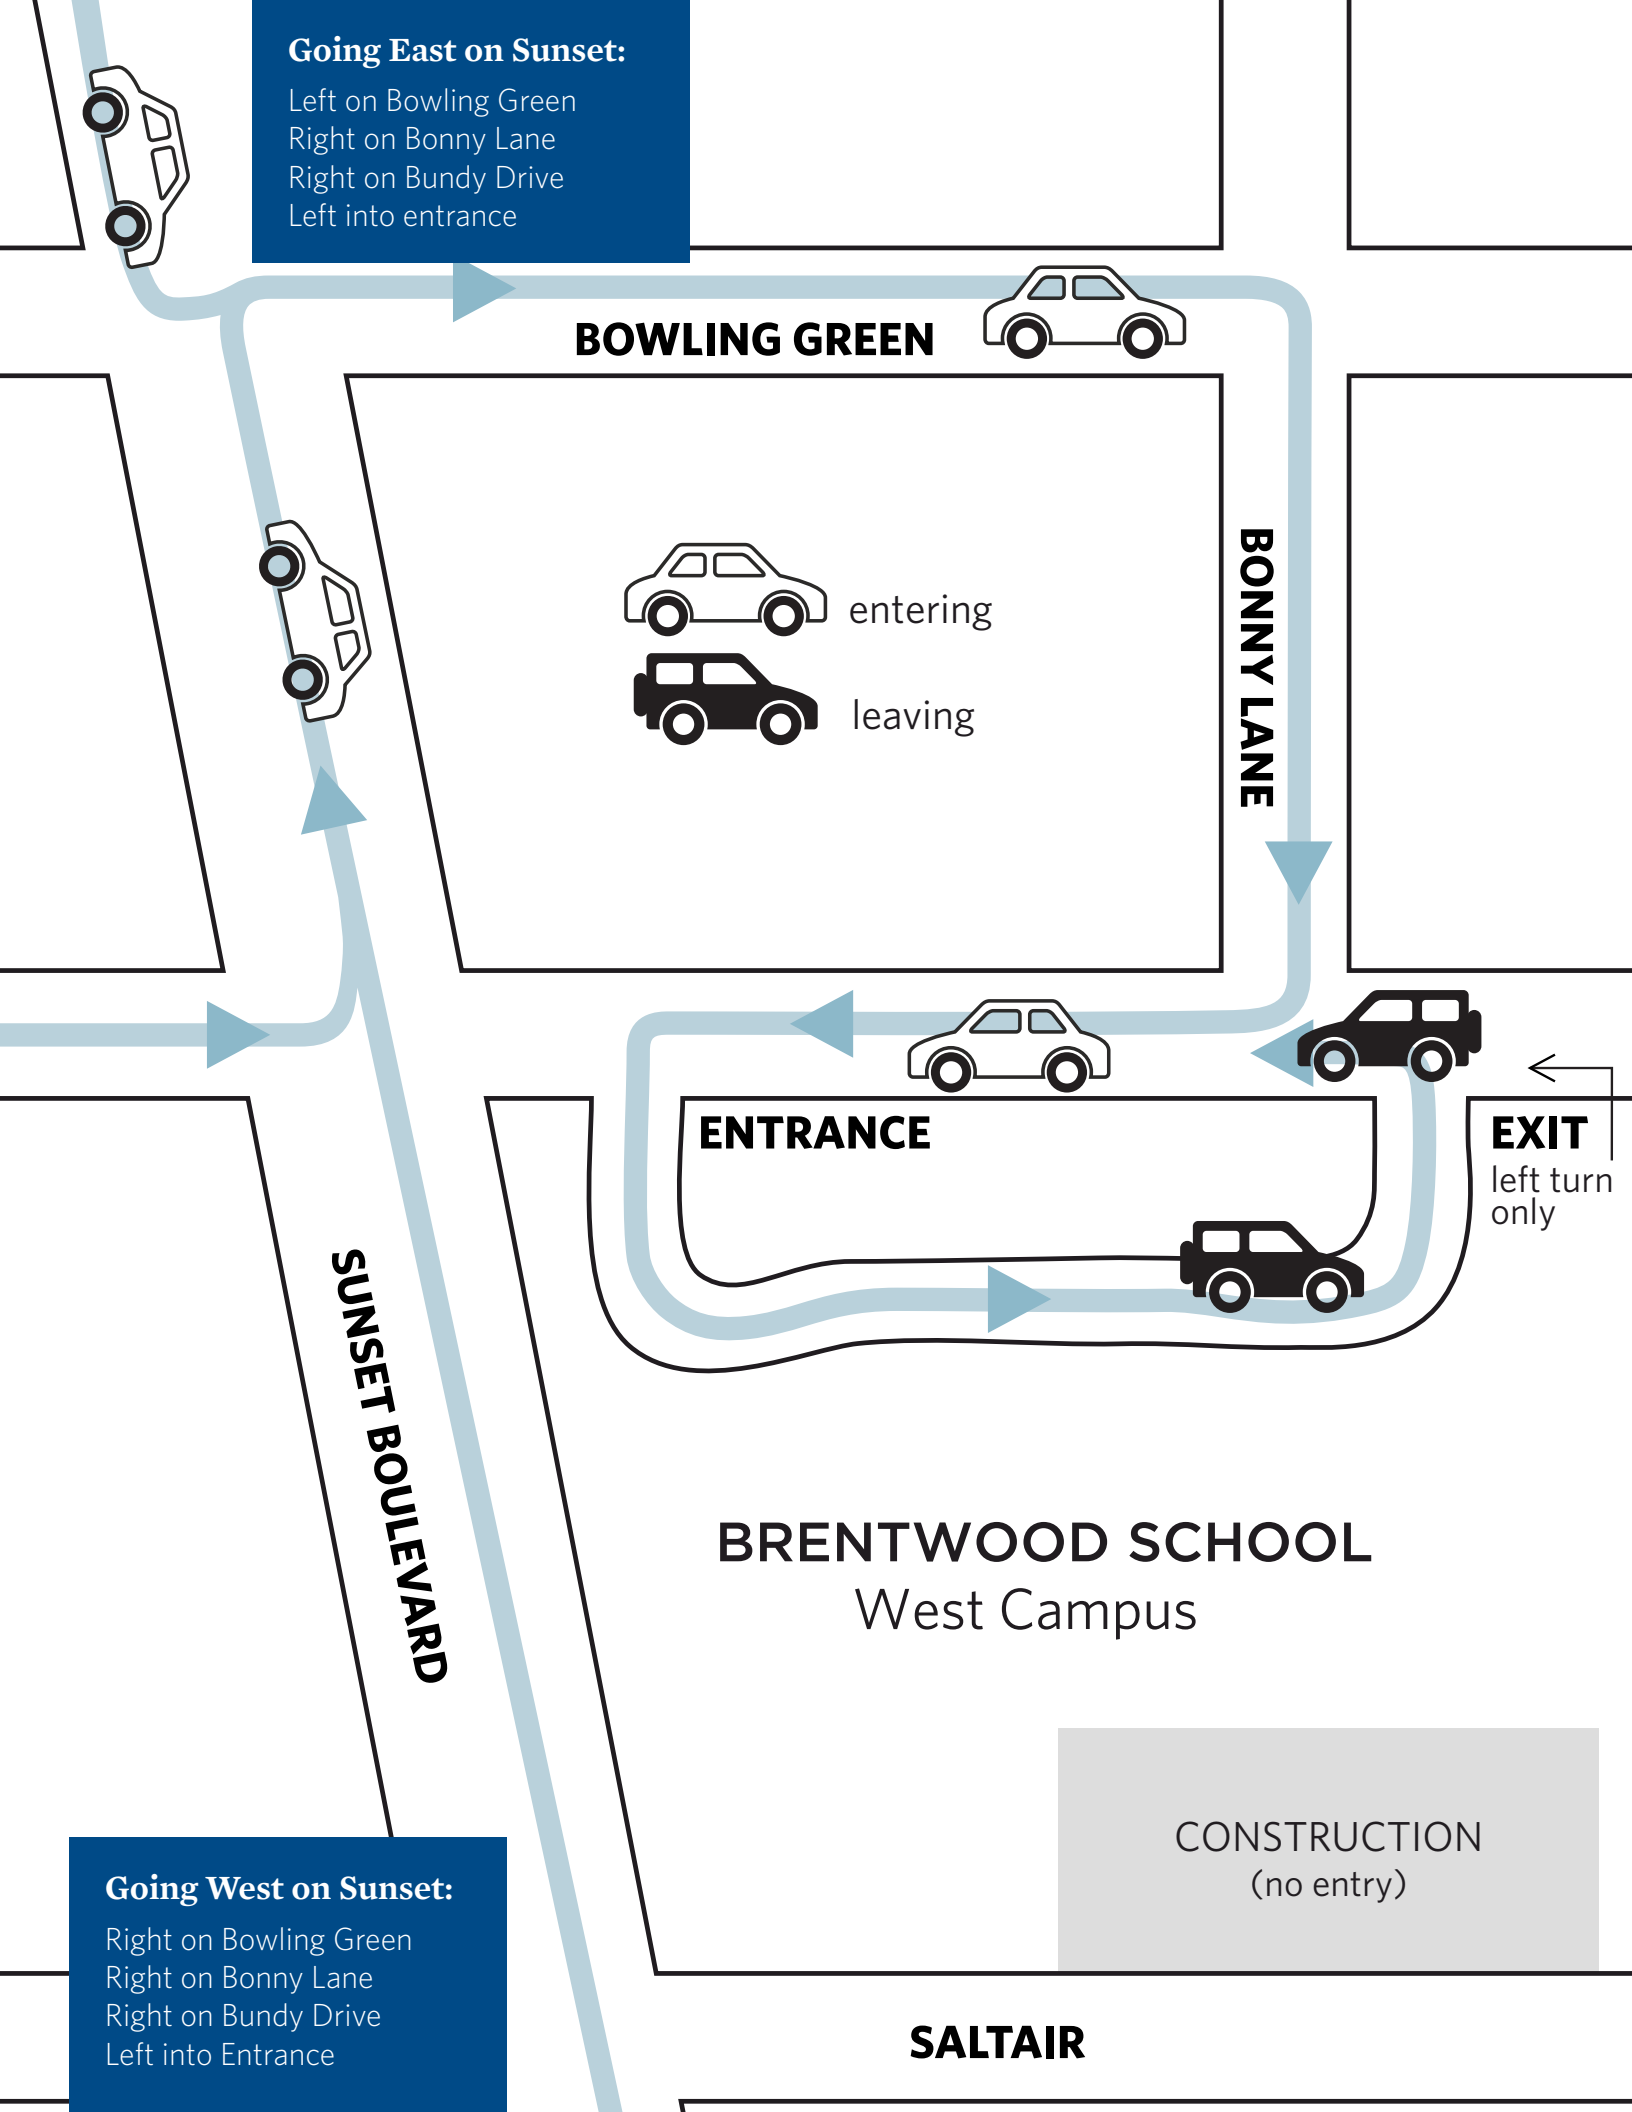 Going East on Sunset:
Left on Bowling Green
Right on Bonny Lane
Right on Bundy Drive
Left into entrance
BOWLING GREEN
entering
leaving
BONNY LANE
ENTRANCE
EXIT
left turn
only
SUNSET BOULEVARD
BRENTWOOD SCHOOL
West Campus
CONSTRUCTION
(no entry)
Going West on Sunset:
Right on Bowling Green
Right on Bonny Lane
Right on Bundy Drive
Left into Entrance
SALTAIR